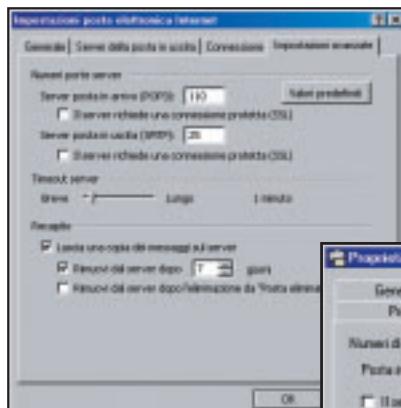 Impostazioni posta elettronica Internet
Generale Server della posta in uscita Connessione Impostazioni avanzate
Numeri porte server
Server posta in arrivo (POP3): 110 Valori predefiniti
Il server richiede una connessione protetta (SSL)
Server posta in uscita (SMTP): 25
Il server richiede una connessione protetta (SSL)
Timeout server
Breve Lungo 1 minuto
Recapito
Lascia una copia dei messaggi sul server
Rimuovi dal server dopo 7 giorni
Rimuovi dal server dopo l'eliminazione da "Posta elimina
OK
Propriet
Gene
Numeri di
Posta in
Il se